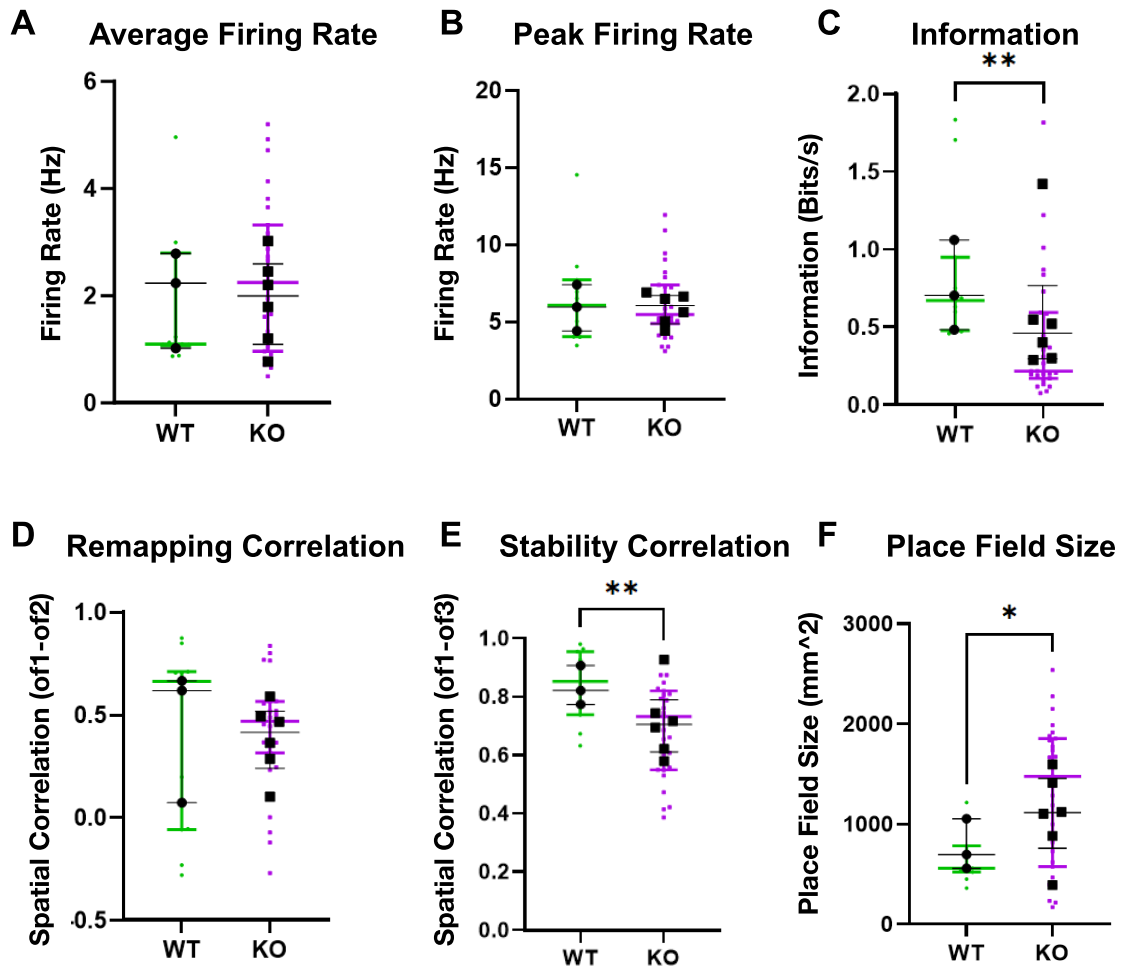 A
Average Firing Rate
Firing Rate (Hz)
6
4
2
0
WT
KO
B
Peak Firing Rate
Firing Rate (Hz)
20
15
10
5
0
WT
KO
C
Information
**
Information (Bits/s)
2.0
1.5
1.0
0.5
0.0
WT
KO
D
Remapping Correlation
Spatial Correlation (of1-of2)
1.0
0.5
0.0
-0.5
WT
KO
E
Stability Correlation
**
Spatial Correlation (of1-of3)
1.0
0.8
0.6
0.4
0.2
0.0
WT
KO
F
Place Field Size
*
Place Field Size (mm^2)
3000
2000
1000
0
WT
KO